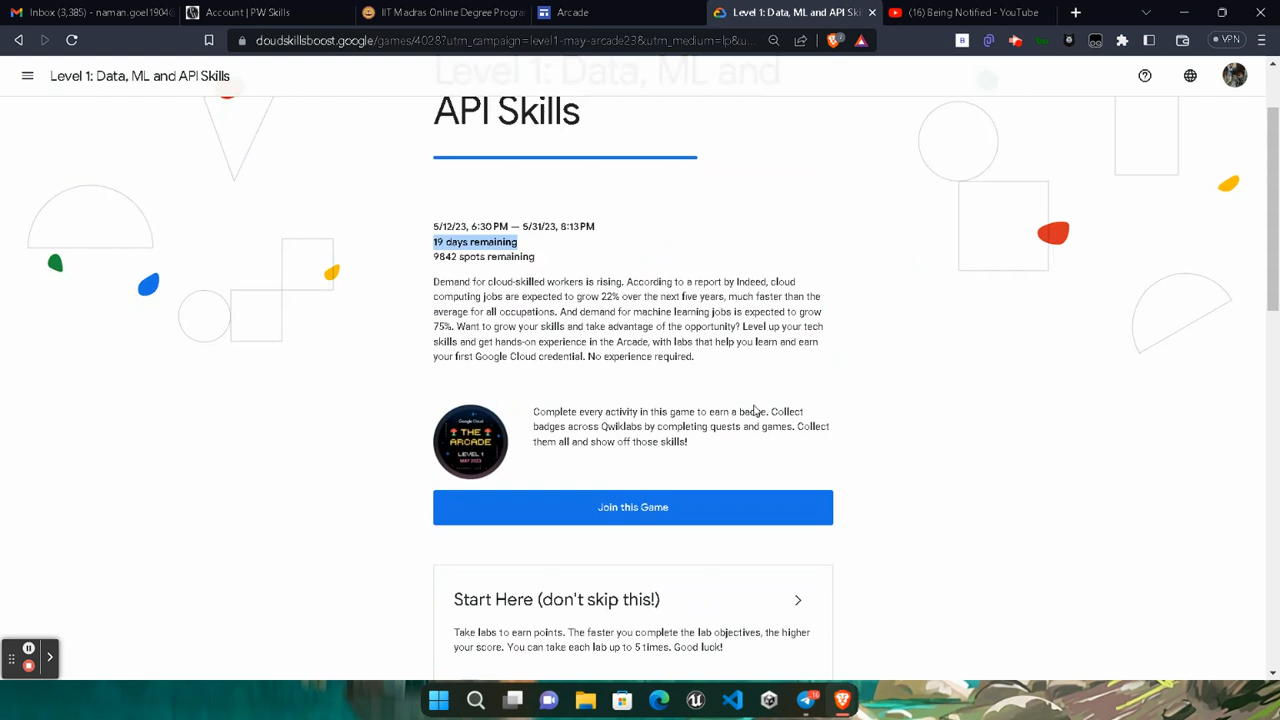 Inbox (3,385) - naman.goel1904@
Account | PW Skills
IIT Madras Online Degree Progra
Arcade
Level 1: Data, ML and API Skil
(16) Being Notified - YouTube
cloudskillsboost.google/games/4028?utm_campaign=level1-may-arcade23&utm_medium=lp&u...
VPN
Level 1: Data, ML and API Skills
Level 1: Data, ML and
API Skills
5/12/23, 6:30 PM — 5/31/23, 8:13 PM
19 days remaining
9842 spots remaining
Demand for cloud-skilled workers is rising. According to a report by Indeed, cloud
computing jobs are expected to grow 22% over the next five years, much faster than the
average for all occupations. And demand for machine learning jobs is expected to grow
75%. Want to grow your skills and take advantage of the opportunity? Level up your tech
skills and get hands-on experience in the Arcade, with labs that help you learn and earn
your first Google Cloud credential. No experience required.
Google Cloud
THE
ARCADE
LEVEL 1
MAY 2023
Complete every activity in this game to earn a badge. Collect
badges across Qwiklabs by completing quests and games. Collect
them all and show off those skills!
Join this Game
Start Here (don't skip this!)
Take labs to earn points. The faster you complete the lab objectives, the higher
your score. You can take each lab up to 5 times. Good luck!
16